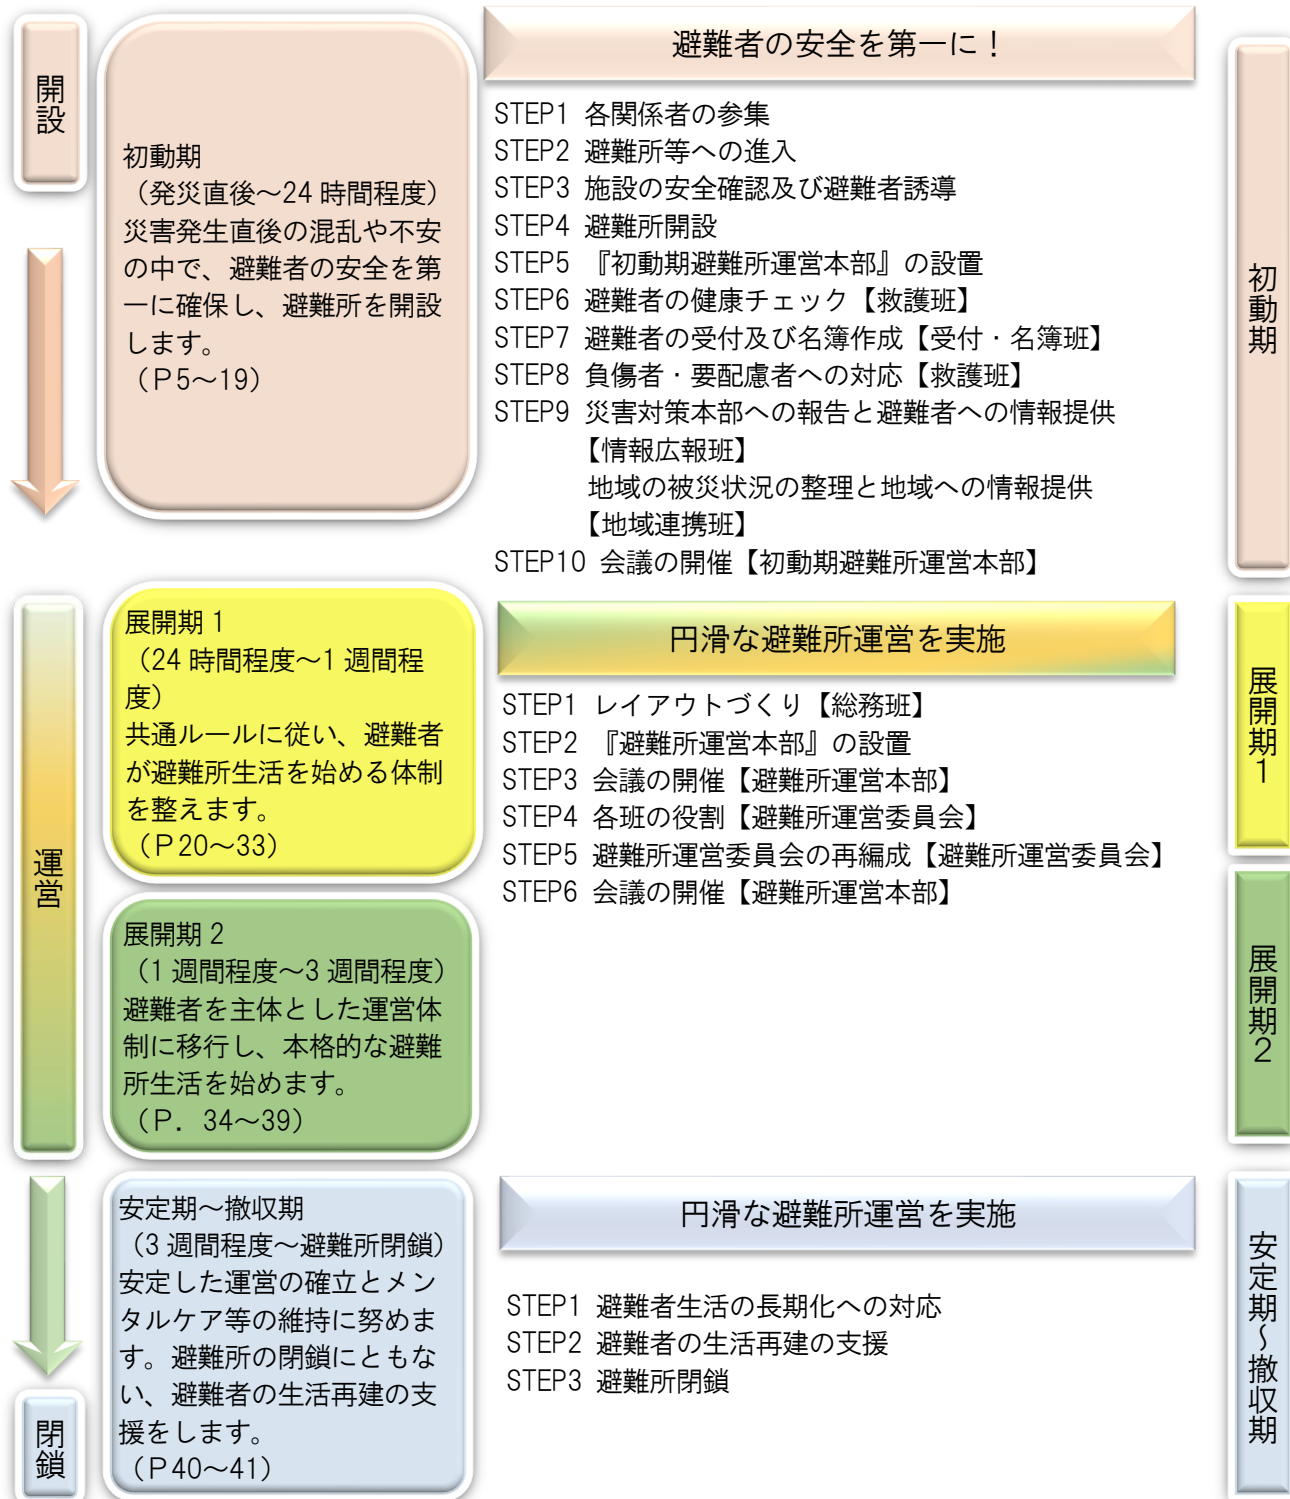 開設
初動期
（発災直後～24時間程度）
災害発生直後の混乱や不安
の中で、避難者の安全を第
一に確保し、避難所を開設
します。
（P5～19）
避難者の安全を第一に！
STEP1 各関係者の参集
STEP2 避難所等への進入
STEP3 施設の安全確認及び避難者誘導
STEP4 避難所開設
STEP5 『初動期避難所運営本部』の設置
STEP6 避難者の健康チェック【救護班】
STEP7 避難者の受付及び名簿作成【受付・名簿班】
STEP8 負傷者・要配慮者への対応【救護班】
STEP9 災害対策本部への報告と避難者への情報提供
【情報広報班】
地域の被災状況の整理と地域への情報提供
【地域連携班】
STEP10 会議の開催【初動期避難所運営本部】
初動期
運営
展開期1
（24時間程度～1週間程
度）
共通ルールに従い、避難者
が避難所生活を始める体制
を整えます。
（P20～33）
円滑な避難所運営を実施
STEP1 レイアウトづくり【総務班】
STEP2 『避難所運営本部』の設置
STEP3 会議の開催【避難所運営本部】
STEP4 各班の役割【避難所運営委員会】
STEP5 避難所運営委員会の再編成【避難所運営委員会】
STEP6 会議の開催【避難所運営本部】
展開期1
展開期2
（1週間程度～3週間程度）
避難者を主体とした運営体
制に移行し、本格的な避難
所生活を始めます。
（P．34～39）
展開期2
安定期～撤収期
（3週間程度～避難所閉鎖）
安定した運営の確立とメン
タルケア等の維持に努めま
す。避難所の閉鎖にともな
い、避難者の生活再建の支
援をします。
（P40～41）
円滑な避難所運営を実施
STEP1 避難者生活の長期化への対応
STEP2 避難者の生活再建の支援
STEP3 避難所閉鎖
安定期～撤収期
閉鎖